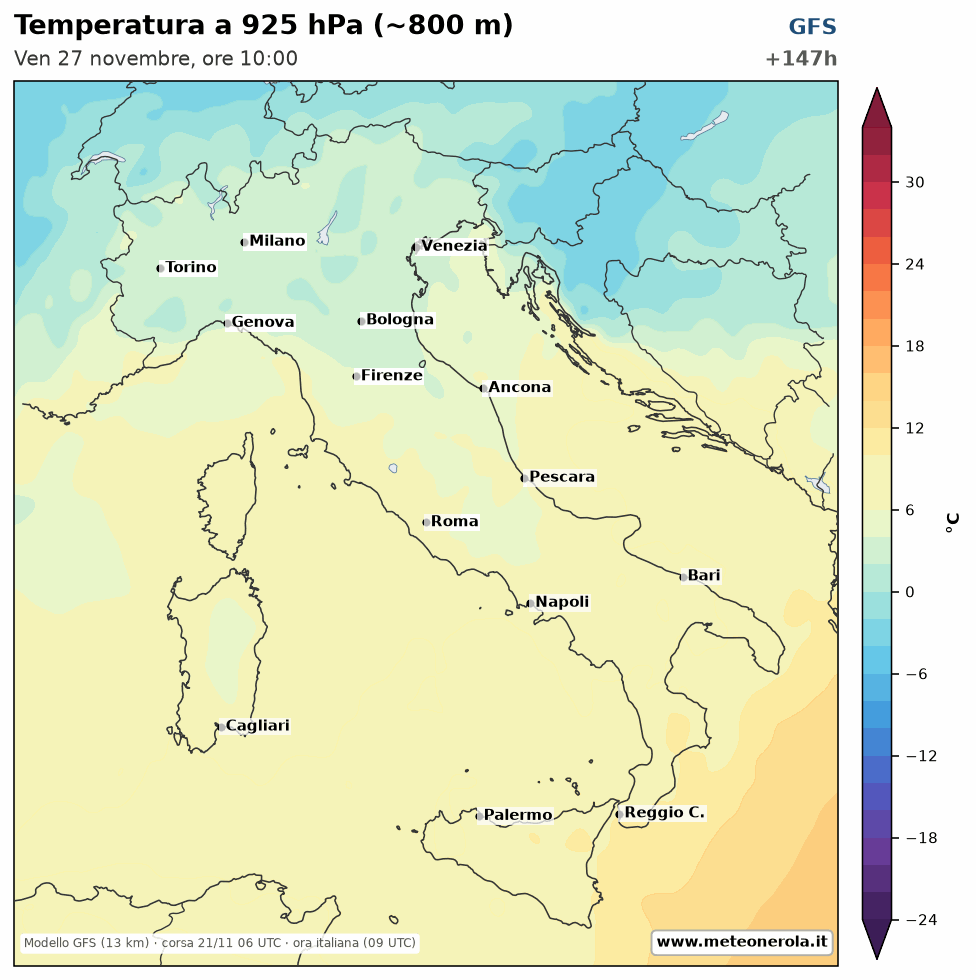 Temperatura a 925 hPa (~800 m)
GFS
Ven 27 novembre, ore 10:00
+147h
Milano
Venezia
Torino
Genova
Bologna
Firenze
Ancona
Pescara
Roma
Bari
Napoli
Cagliari
Palermo
Reggio C.
30
24
18
12
6
0
−6
−12
−18
−24
°C
Modello GFS (13 km) · corsa 21/11 06 UTC · ora italiana (09 UTC)
www.meteonerola.it